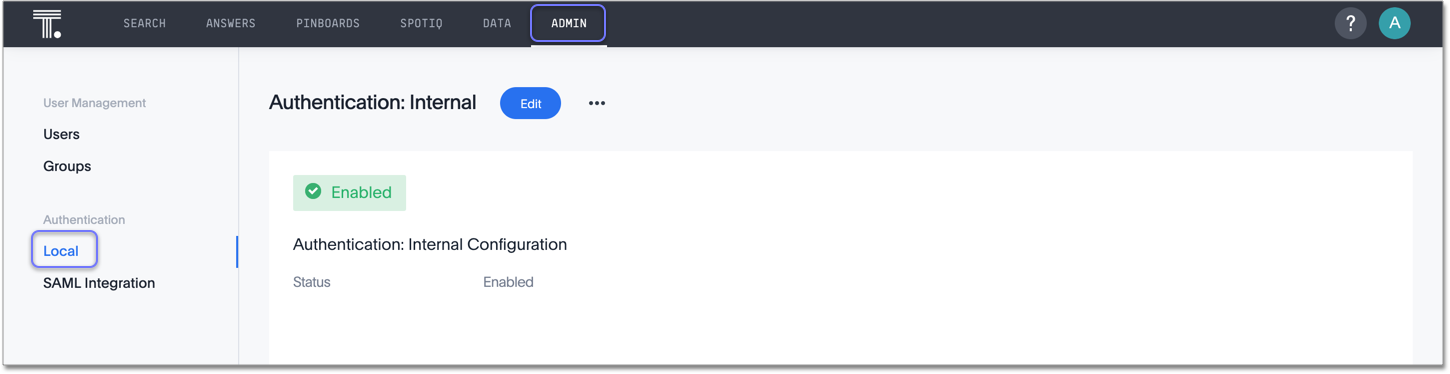 T. SEARCH ANSWERS PINBOARDS SPOTIQ DATA ADMIN ? A
User Management
Users
Groups
Authentication
Local
SAML Integration
Authentication: Internal Edit •••
Enabled
Authentication: Internal Configuration
Status Enabled